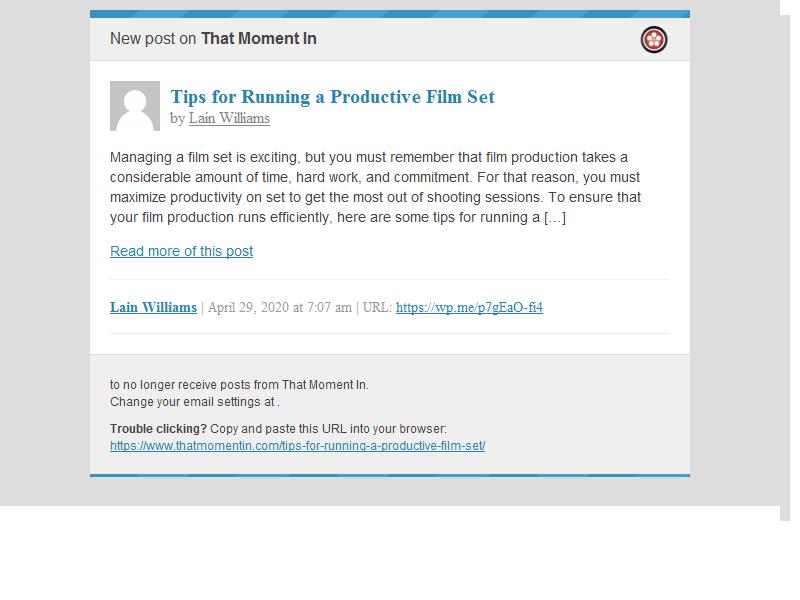 New post on That Moment In
Tips for Running a Productive Film Set
by Lain Williams
Managing a film set is exciting, but you must remember that film production takes a
considerable amount of time, hard work, and commitment. For that reason, you must
maximize productivity on set to get the most out of shooting sessions. To ensure that
your film production runs efficiently, here are some tips for running a […]
Read more of this post
Lain Williams | April 29, 2020 at 7:07 am | URL: https://wp.me/p7gEaO-fi4
to no longer receive posts from That Moment In.
Change your email settings at .
Trouble clicking? Copy and paste this URL into your browser:
https://www.thatmomentin.com/tips-for-running-a-productive-film-set/